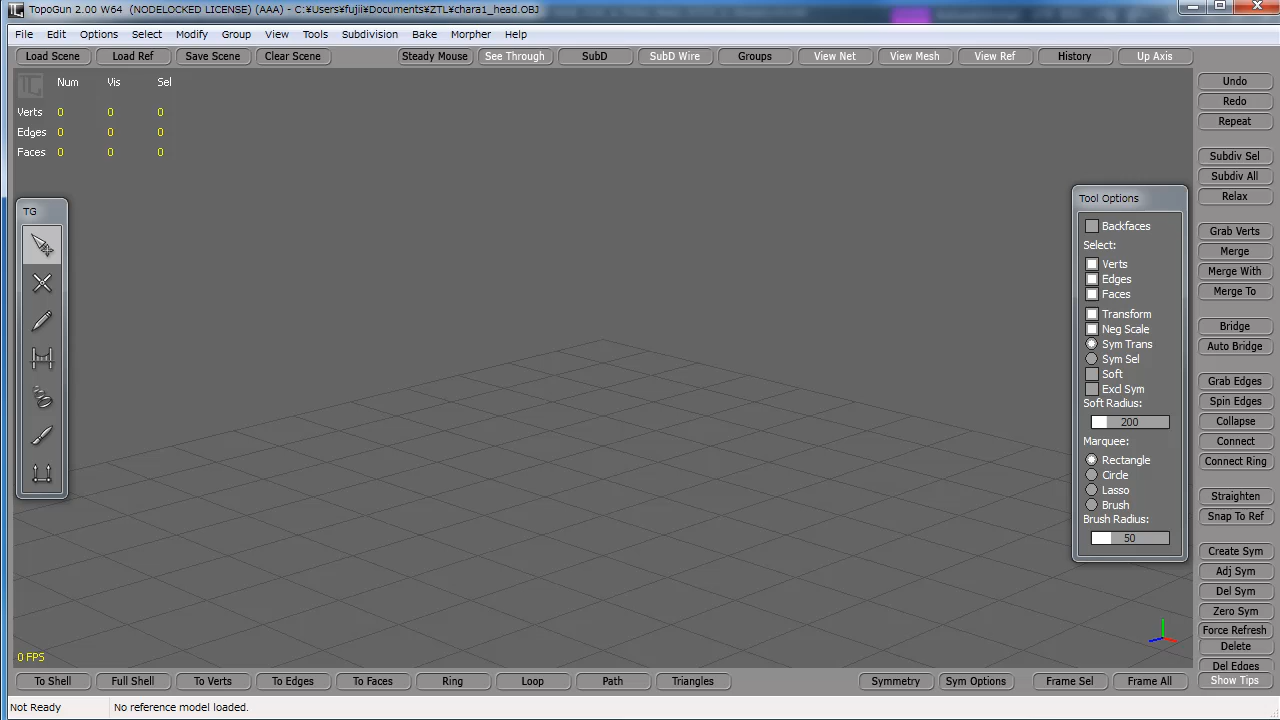 TopoGun 2.00 W64 (NODELOCKED LICENSE) (AAA) - C:¥Users¥fujii¥Documents¥ZTL¥chara1_head.OBJ
File Edit Options Select Modify Group View Tools Subdivision Bake Morpher Help
Load Scene Load Ref Save Scene Clear Scene Steady Mouse See Through SubD SubD Wire Groups View Net View Mesh View Ref History Up Axis
Num Vis Sel
Verts 0 0 0
Edges 0 0 0
Faces 0 0 0
TG
Tool Options
Backfaces
Select:
Verts
Edges
Faces
Transform
Neg Scale
Sym Trans
Sym Sel
Soft
Excl Sym
Soft Radius:
200
Marquee:
Rectangle
Circle
Lasso
Brush
Brush Radius:
50
Undo
Redo
Repeat
Subdiv Sel
Subdiv All
Relax
Grab Verts
Merge
Merge With
Merge To
Bridge
Auto Bridge
Grab Edges
Spin Edges
Collapse
Connect
Connect Ring
Straighten
Snap To Ref
Create Sym
Adj Sym
Del Sym
Zero Sym
Force Refresh
Delete
Del Edges
Show Tips
0 FPS
To Shell Full Shell To Verts To Edges To Faces Ring Loop Path Triangles Symmetry Sym Options Frame Sel Frame All
Not Ready No reference model loaded.